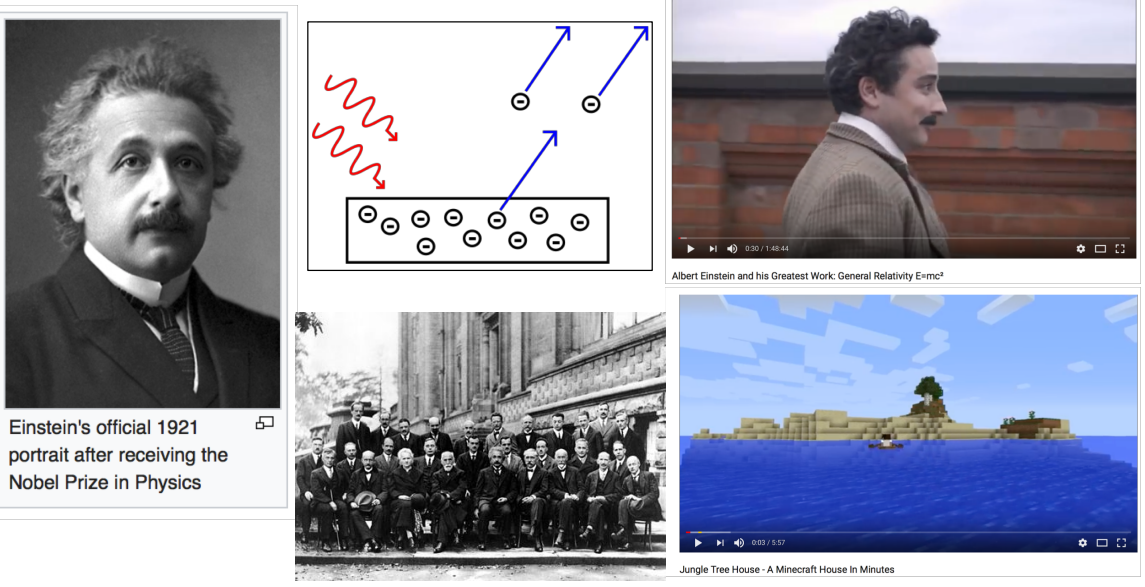 Einstein's official 1921
portrait after receiving the
Nobel Prize in Physics
0:30 / 1:48:44
Albert Einstein and his Greatest Work: General Relativity E=mc²
0:03 / 5:57
Jungle Tree House - A Minecraft House In Minutes